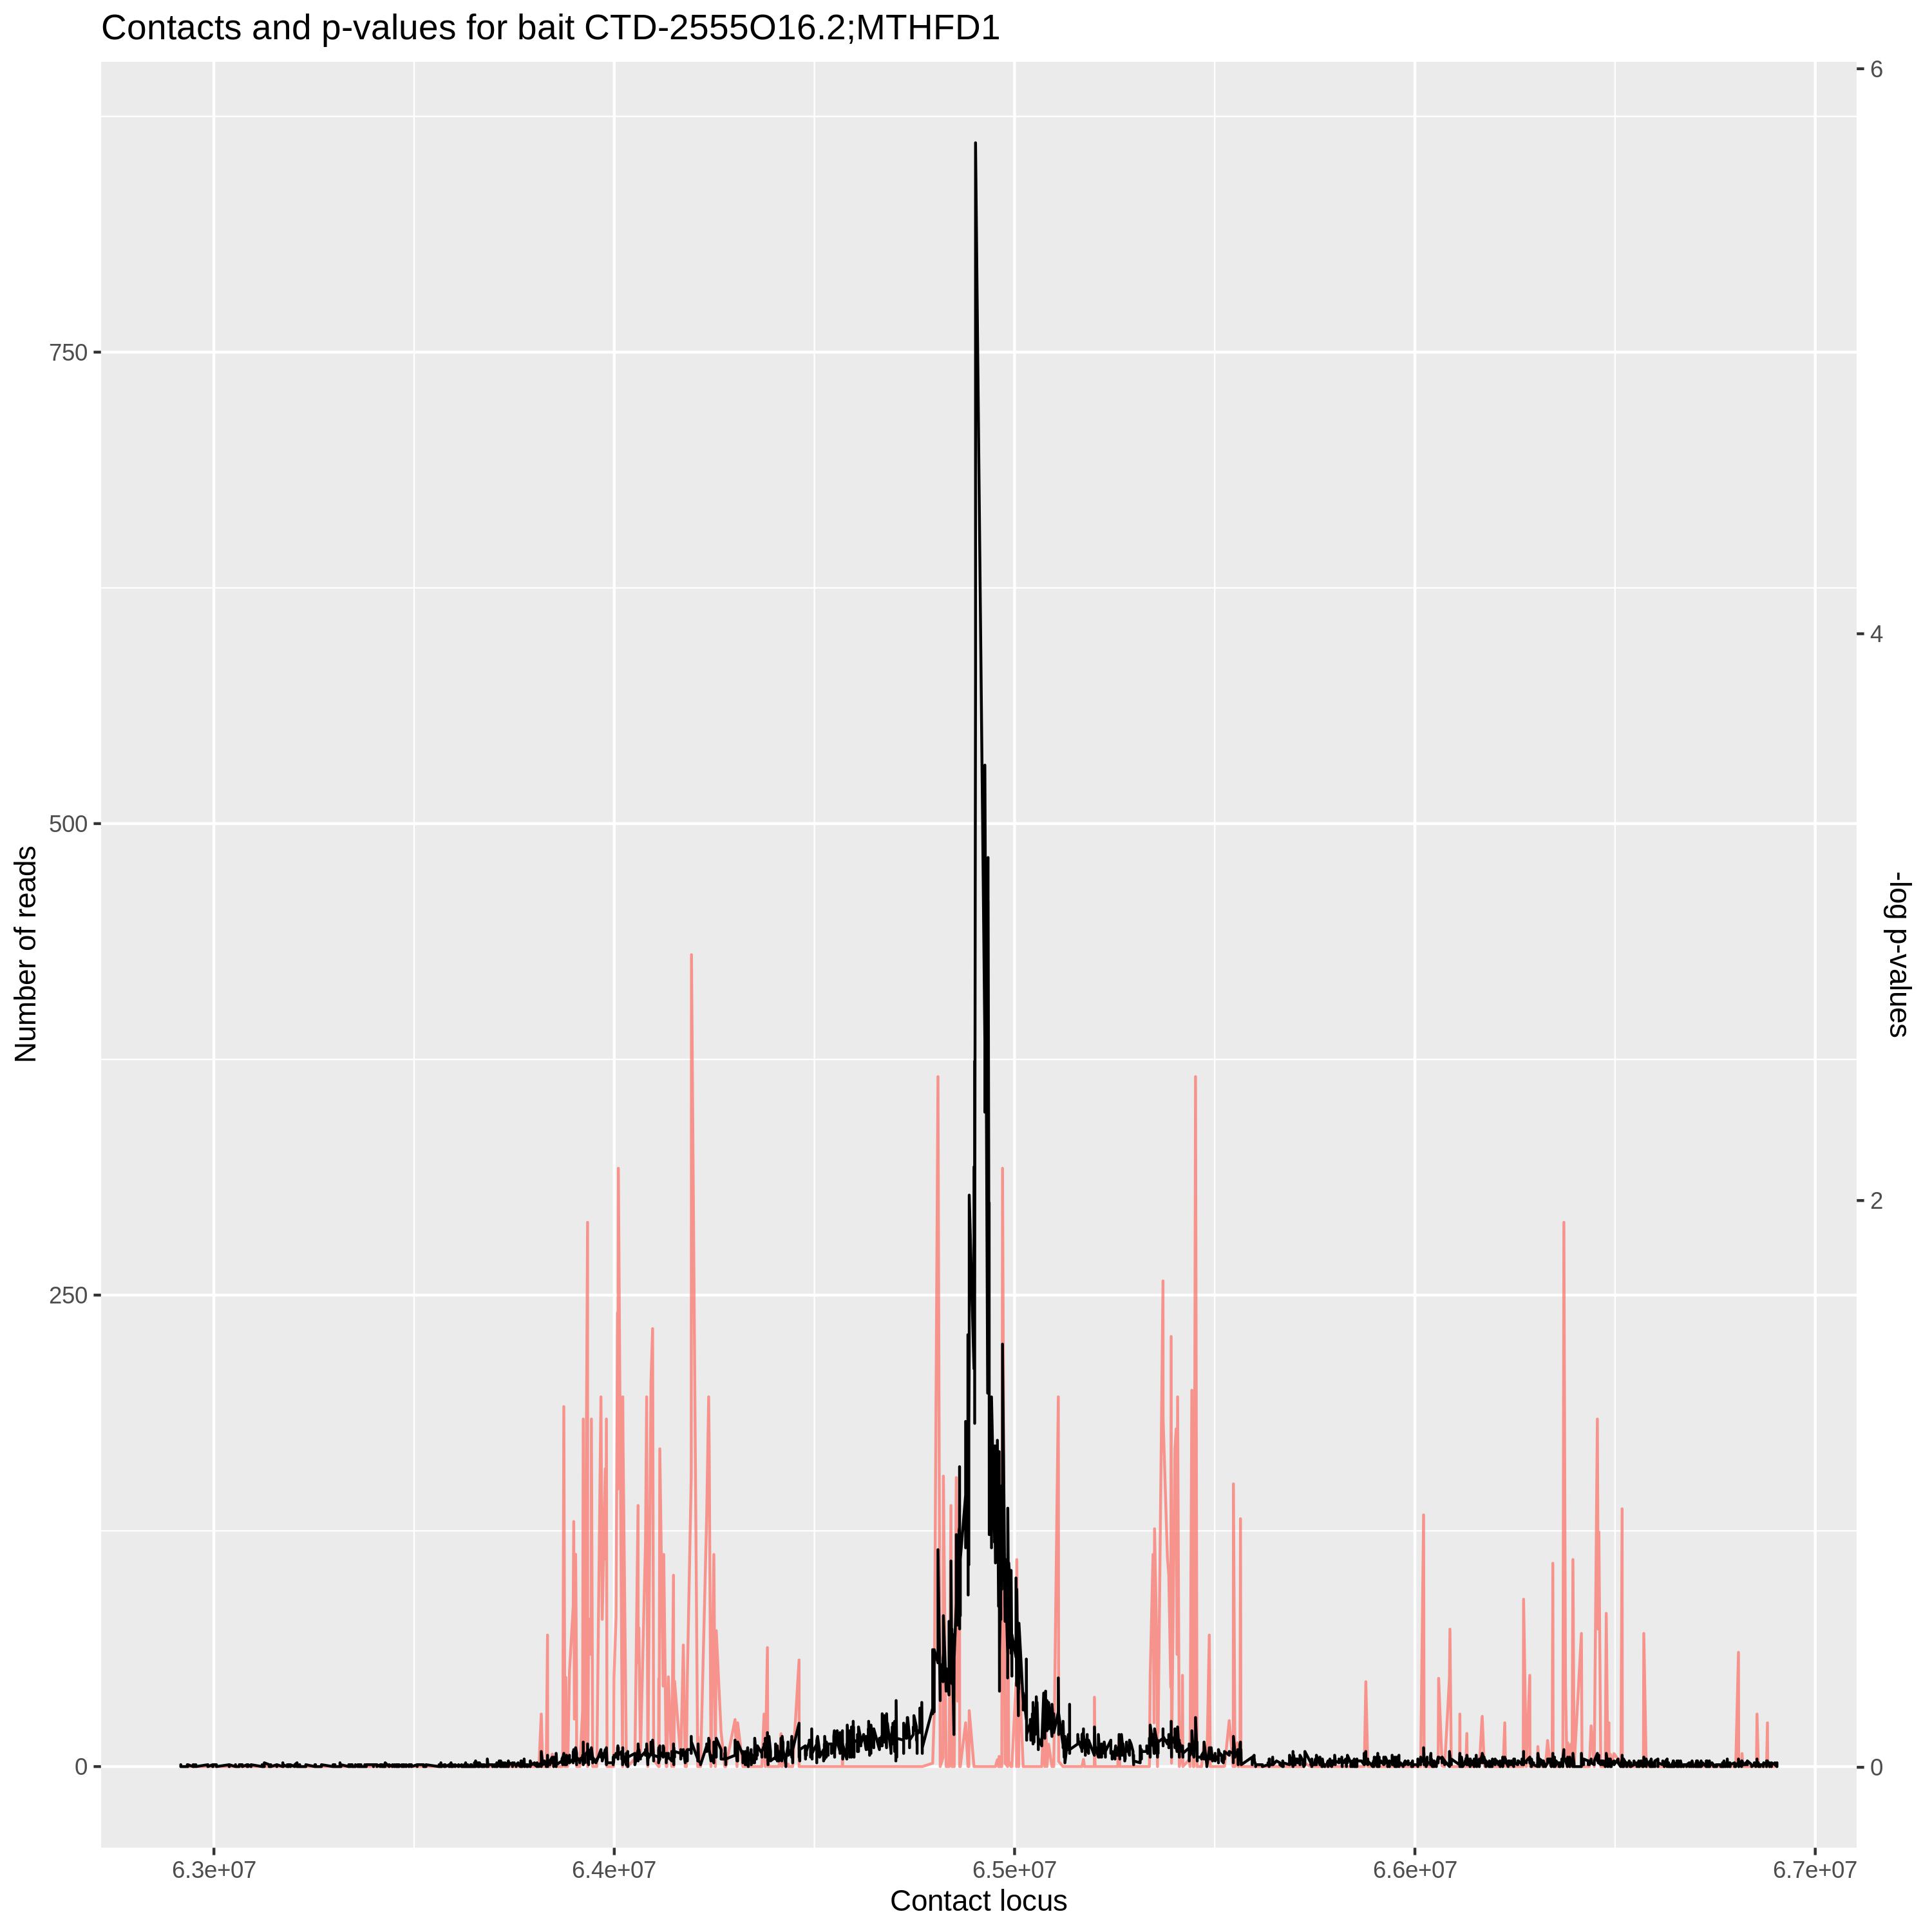 Contacts and p-values for bait CTD-2555O16.2;MTHFD1
6
750
4
500
Number of reads
-log p-values
2
250
0
0
6.3e+07 6.4e+07 6.5e+07 6.6e+07 6.7e+07
Contact locus